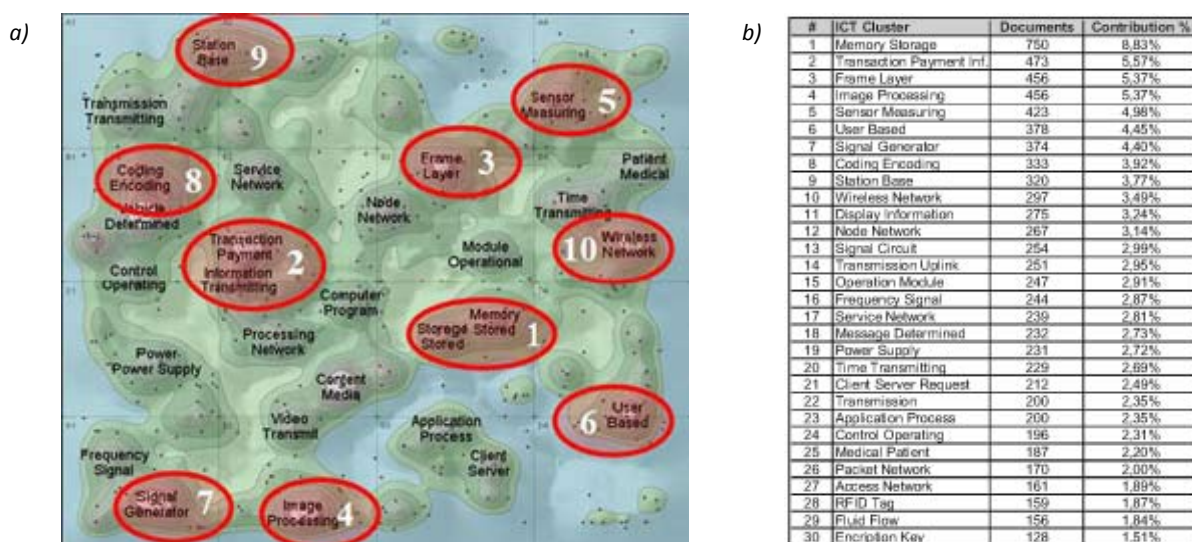 a)
Station
Base 9
Transmission
Transmitting
Sensor
Measuring 5
Coding
Encoding 8
Service
Network
Frame
Layer 3
Patient
Medical
Vehicle
Determined
Node
Network
Time
Transmitting
Transaction
Payment
Information
Transmitting 2
Module
Operational
10 Wireless
Network
Control
Operating
Computer
Program
Memory
Stored
Storege
Stored 1
Processing
Network
Power
Power Supply
Content
Media
Video
Transmit
Application
Process
6 User
Based
Frequency
Signal
Client
Server
Signal
Generator 7
Image
Processing 4
b)
# ICT Cluster Documents Contribution %
1 Memory Storage 750 8,83%
2 Transaction Payment Inf. 473 5,57%
3 Frame Layer 456 5,37%
4 Image Processing 456 5,37%
5 Sensor Measuring 423 4,98%
6 User Based 378 4,45%
7 Signal Generator 374 4,40%
8 Coding Encoding 333 3,92%
9 Station Base 320 3,77%
10 Wireless Network 297 3,49%
11 Display Information 275 3,24%
12 Node Network 267 3,14%
13 Signal Circuit 254 2,99%
14 Transmission Uplink 251 2,95%
15 Operation Module 247 2,91%
16 Frequency Signal 244 2,87%
17 Service Network 239 2,81%
18 Message Determined 232 2,73%
19 Power Supply 231 2,72%
20 Time Transmitting 229 2,69%
21 Client Server Request 212 2,49%
22 Transmission 200 2,35%
23 Application Process 200 2,35%
24 Control Operating 196 2,31%
25 Medical Patient 187 2,20%
26 Packet Network 170 2,00%
27 Access Network 161 1,89%
28 RFID Tag 159 1,87%
29 Fluid Flow 156 1,84%
30 Encription Key 128 1,51%